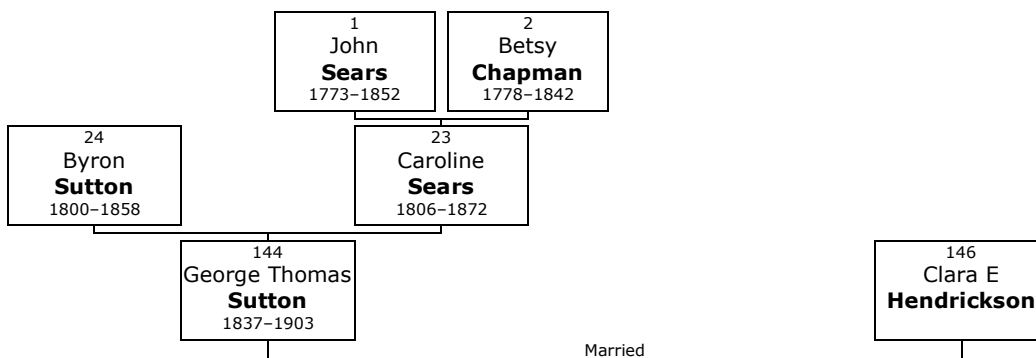 1
John
Sears
1773–1852
2
Betsy
Chapman
1778–1842
24
Byron
Sutton
1800–1858
23
Caroline
Sears
1806–1872
144
George Thomas
Sutton
1837–1903
146
Clara E
Hendrickson
Married